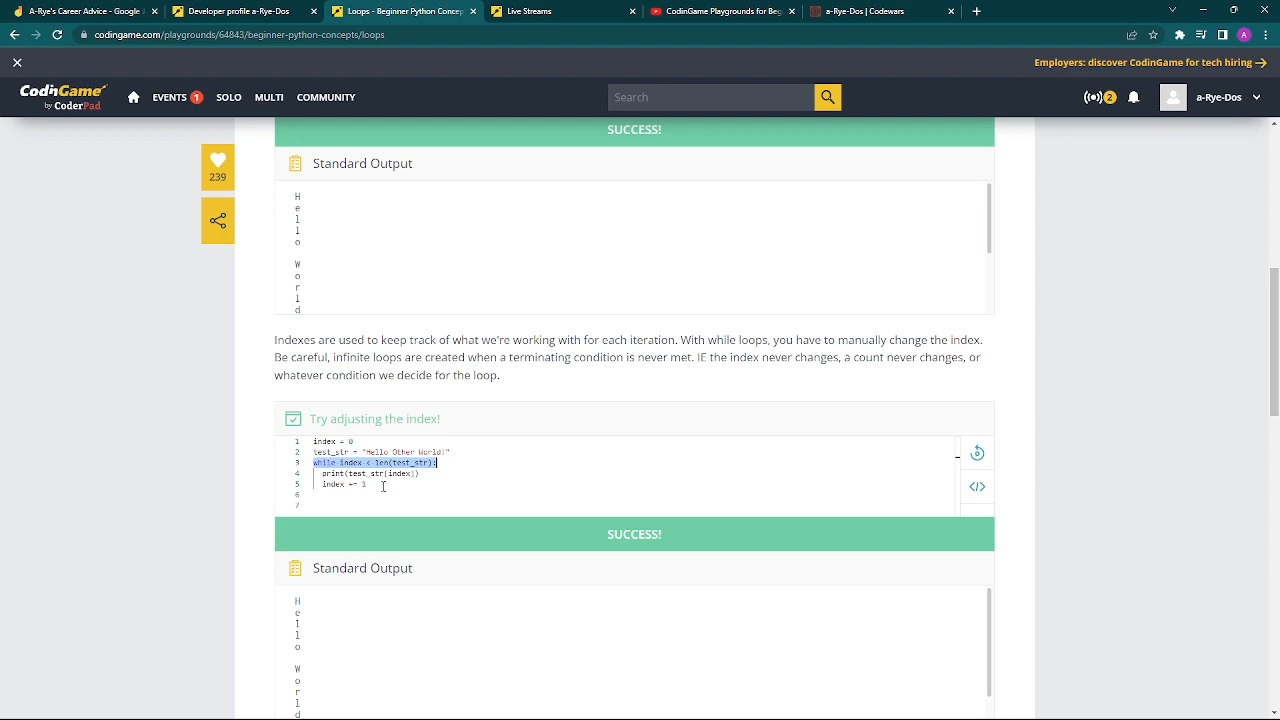 A-Rye's Career Advice - Google J
Developer profile a-Rye-Dos
Loops - Beginner Python Concep
Live Streams
CodinGame Playgrounds for Beg
a-Rye-Dos | Codewars
codingame.com/playgrounds/64843/beginner-python-concepts/loops
A
Employers: discover CodinGame for tech hiring
CodinGame
by CoderPad
EVENTS 1 SOLO MULTI COMMUNITY
Search
2
a-Rye-Dos
SUCCESS!
239
Standard Output
H
e
l
l
o
W
o
r
l
d
Indexes are used to keep track of what we're working with for each iteration. With while loops, you have to manually change the index.
Be careful, infinite loops are created when a terminating condition is never met. IE the index never changes, a count never changes, or
whatever condition we decide for the loop.
Try adjusting the index!
1 index = 0
2 test_str = "Hello Other World!"
3 while index < len(test_str):
4 print(test_str[index])
5 index += 1
6
7
SUCCESS!
Standard Output
H
e
l
l
o
W
o
r
l
d